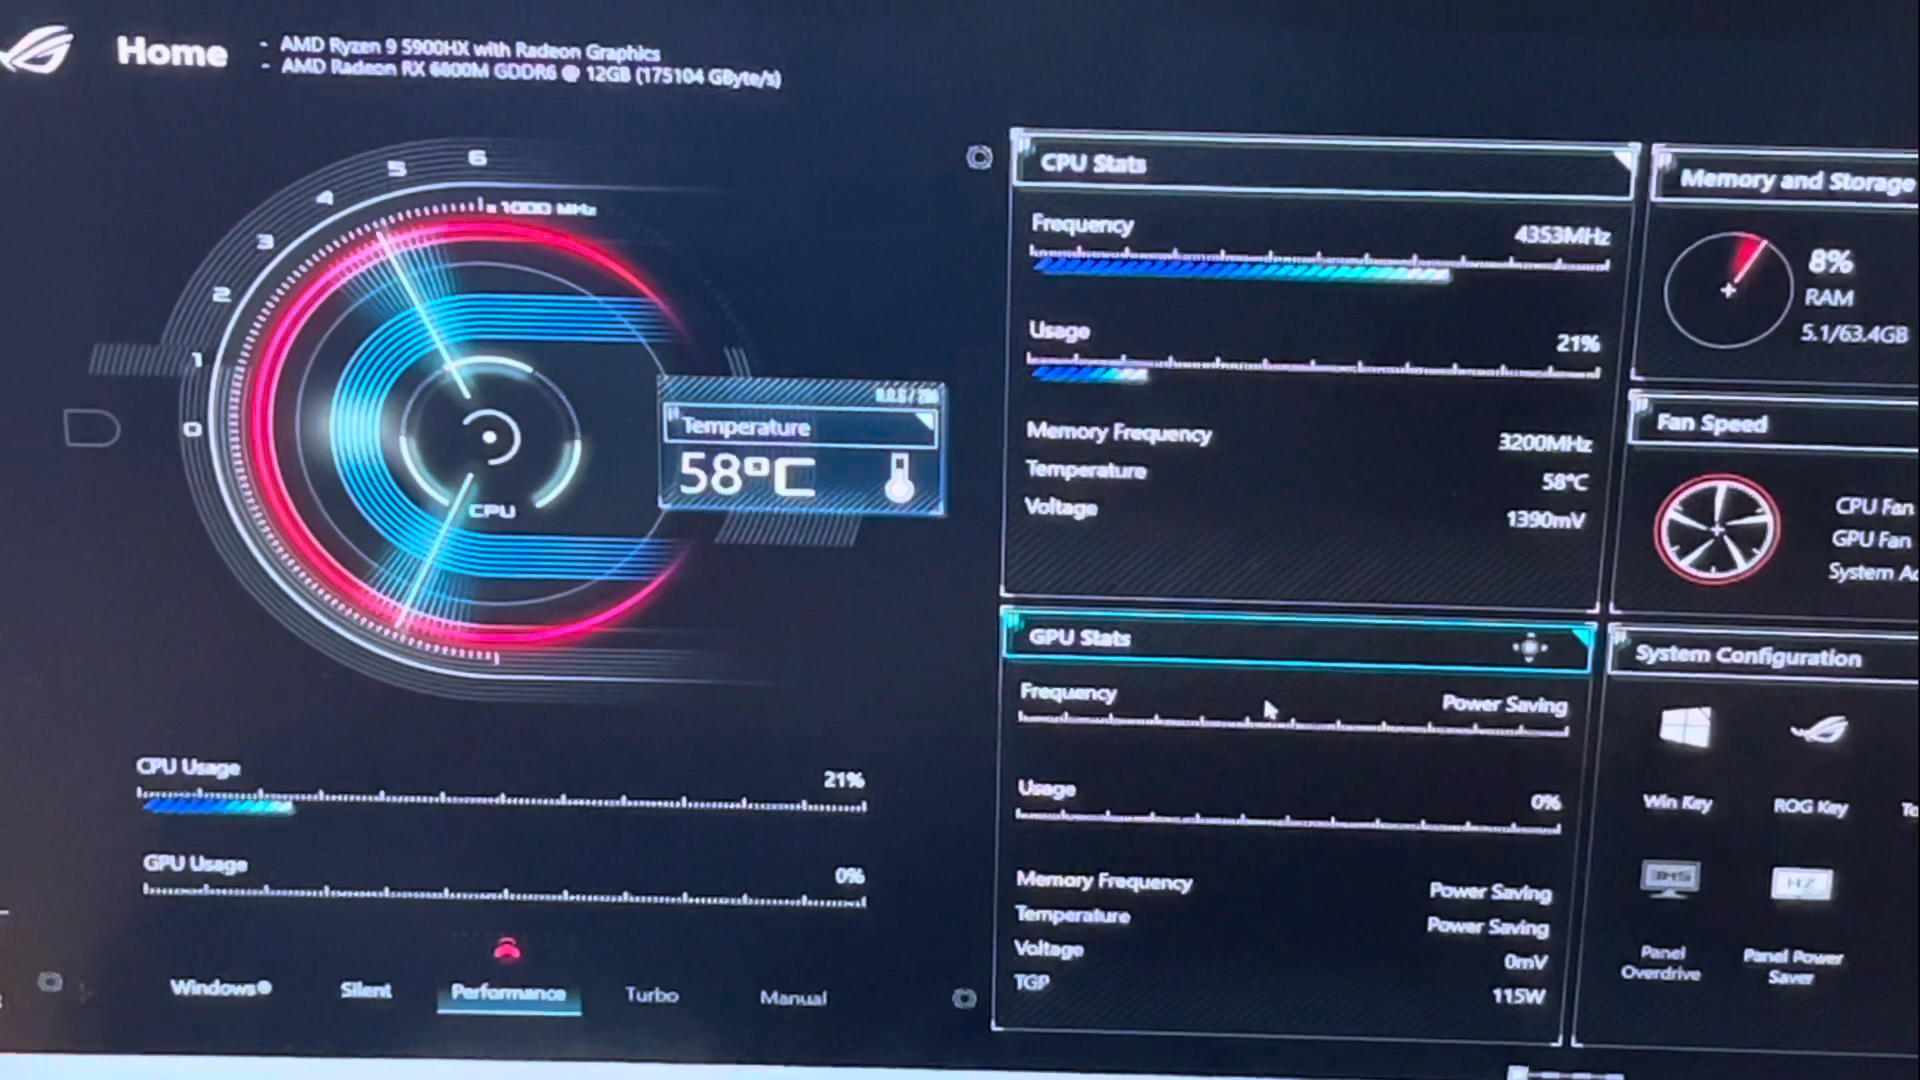 Home
- AMD Ryzen 9 5900HX with Radeon Graphics
- AMD Radeon RX 6800M GDDR6 @ 12GB (175104 GByte/s)
6
5
4
3
2
1
0
x 1000 MHz
CPU
Temperature
58°C
CPU Usage 21%
GPU Usage 0%
Windows® Silent Performance Turbo Manual
CPU Stats
Frequency 4353MHz
Usage 21%
Memory Frequency 3200MHz
Temperature 58°C
Voltage 1390mV
GPU Stats
Frequency Power Saving
Usage 0%
Memory Frequency Power Saving
Temperature Power Saving
Voltage 0mV
TGP 115W
Memory and Storage
8%
RAM
5.1/63.4GB
Fan Speed
CPU Fan
GPU Fan
System
System Configuration
Win Key ROG Key
3MS HZ
Panel Overdrive
Panel Power Saver